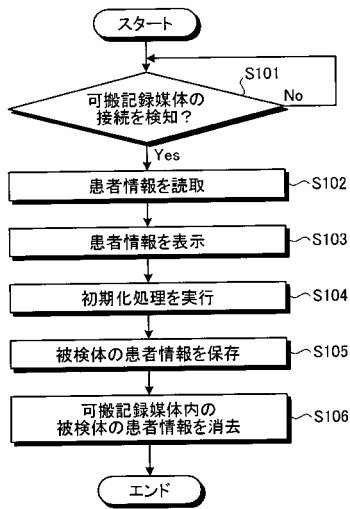 スタート
S101
可搬記録媒体の
接続を検知？
No
Yes
患者情報を読取
S102
患者情報を表示
S103
初期化処理を実行
S104
被検体の患者情報を保存
S105
可搬記録媒体内の
被検体の患者情報を消去
S106
エンド